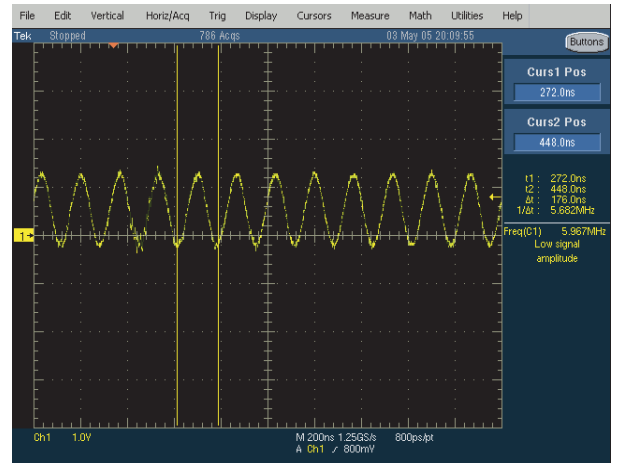 File Edit Vertical Horiz/Acq Trig Display Cursors Measure Math Utilities Help
Tek Stopped 786 Acqs 03 May 05 20:09:55
Buttons
Curs1 Pos
272.0ns
Curs2 Pos
448.0ns
t1 : 272.0ns
t2 : 448.0ns
Δt : 176.0ns
1/Δt : 5.682MHz
1
Freq(C1) 5.967MHz
Low signal
amplitude
Ch1 1.0V M 200ns 1.25GS/s 800ps/pt
A Ch1 / 800mV